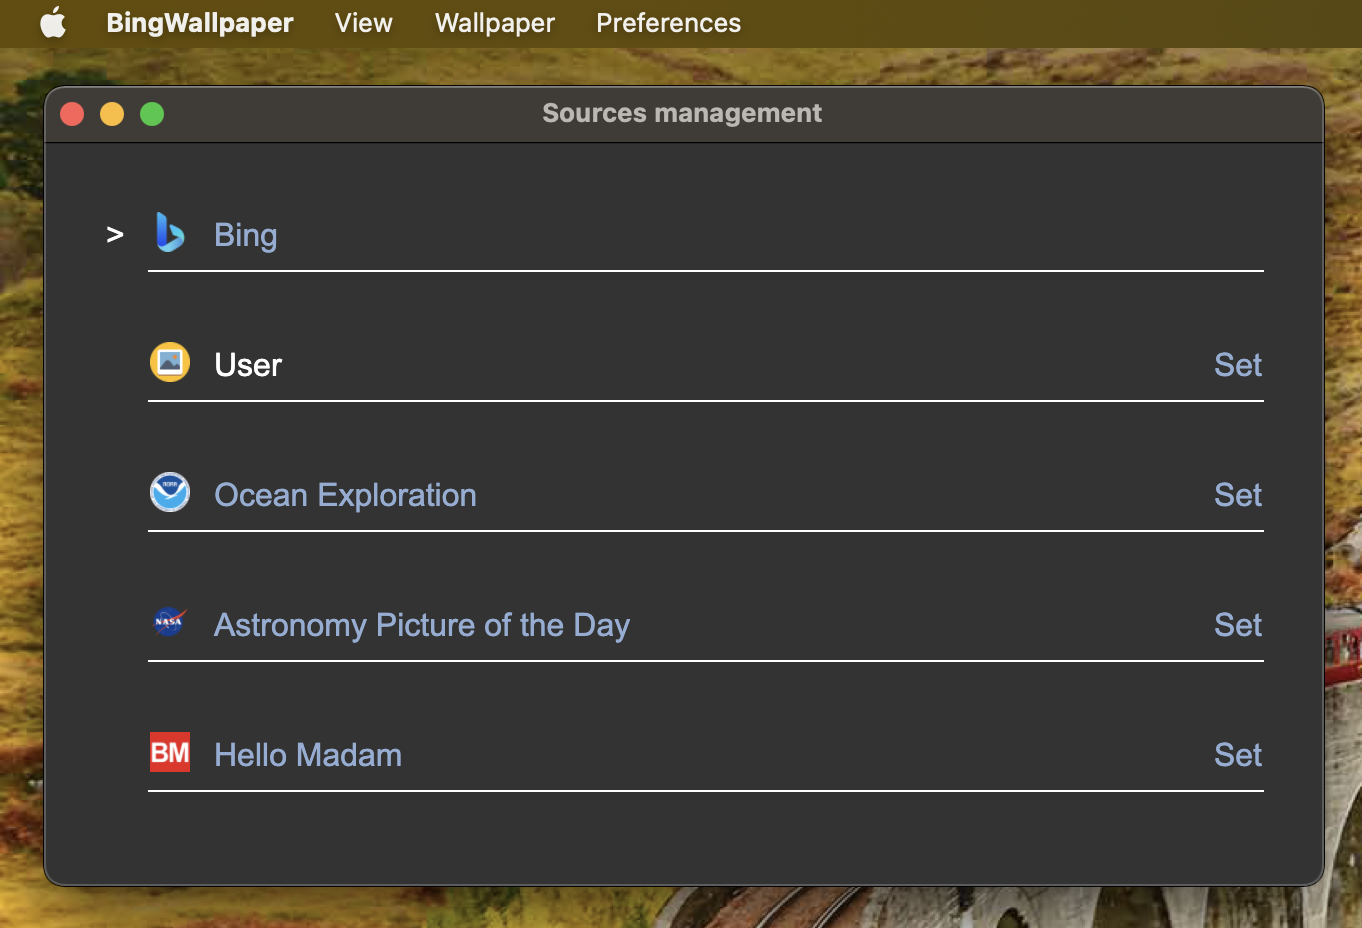 BingWallpaper View Wallpaper Preferences
Sources management
> Bing
User Set
Ocean Exploration Set
NASA Astronomy Picture of the Day Set
BM Hello Madam Set